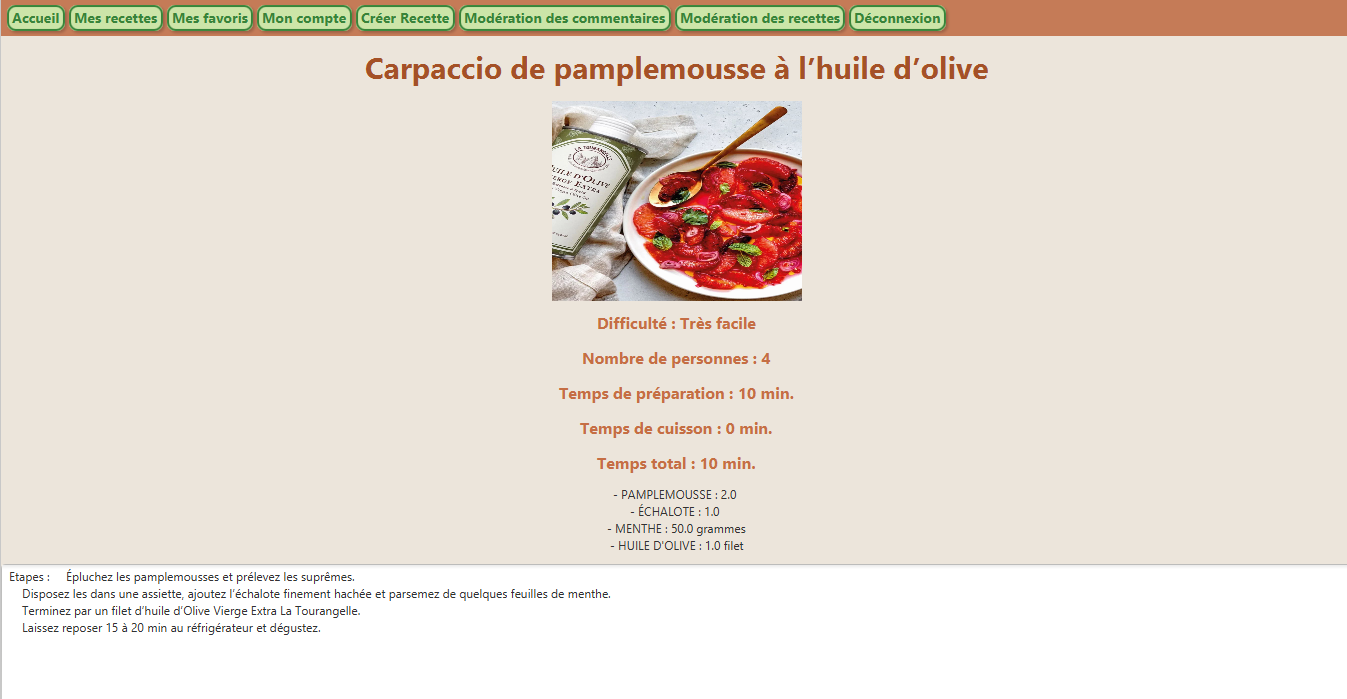 Accueil Mes recettes Mes favoris Mon compte Créer Recette Modération des commentaires Modération des recettes Déconnexion
Carpaccio de pamplemousse à l’huile d’olive
LA TOURANGELLE
HUILE D'OLIVE
VIERGE EXTRA
Difficulté : Très facile
Nombre de personnes : 4
Temps de préparation : 10 min.
Temps de cuisson : 0 min.
Temps total : 10 min.
- PAMPLEMOUSSE : 2.0
- ÉCHALOTE : 1.0
- MENTHE : 50.0 grammes
- HUILE D'OLIVE : 1.0 filet
Etapes : Épluchez les pamplemousses et prélevez les suprêmes.
Disposez les dans une assiette, ajoutez l’échalote finement hachée et parsemez de quelques feuilles de menthe.
Terminez par un filet d’huile d’Olive Vierge Extra La Tourangelle.
Laissez reposer 15 à 20 min au réfrigérateur et dégustez.